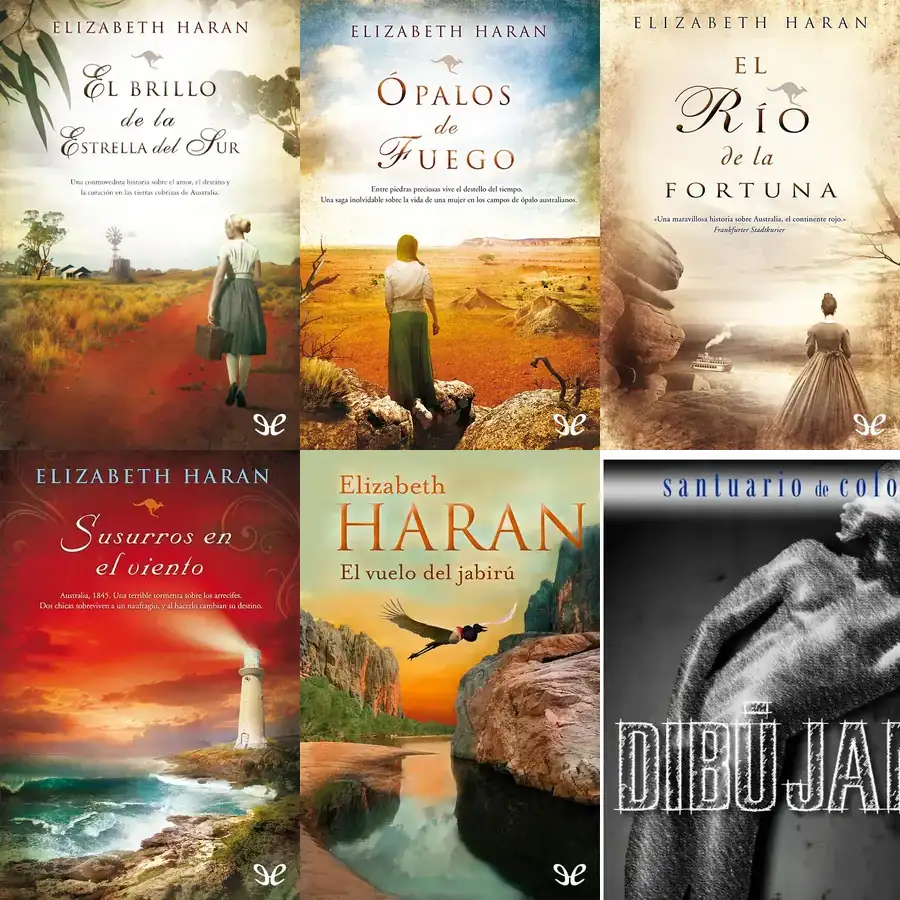 ELIZABETH HARAN
EL BRILLO
de la
ESTRELLA del SUR
Una conmovedora historia sobre el amor, el destino y
la curación en las tierras cobrizas de Australia.
ELIZABETH HARAN
ÓPALOS
de
FUEGO
Entre piedras preciosas vive el destello del tiempo.
Una saga inolvidable sobre la vida de una mujer en los campos de ópalo australianos.
ELIZABETH HARAN
EL
RÍO
de la
FORTUNA
«Una maravillosa historia sobre Australia, el continente rojo.»
Frankfurter Stadtkurier
ELIZABETH HARAN
Susurros en
el viento
Australia, 1845. Una terrible tormenta sobre los arrecifes.
Dos chicas sobreviven a un naufragio, y al hacerlo cambian su destino.
Elizabeth
HARAN
El vuelo del jabirú
santuario de colo
DIBŪJAI